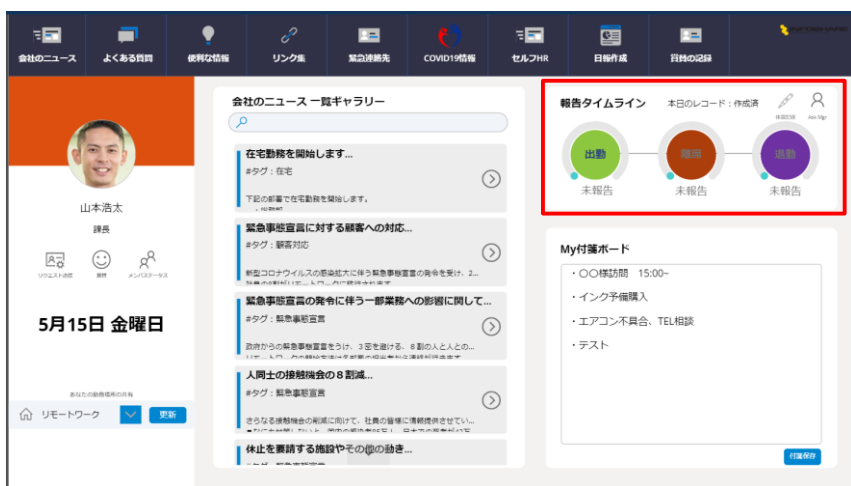 会社のニュース
よくある質問
便利な情報
リンク集
緊急連絡先
COVID19情報
セルフHR
日報作成
賞賛の記録
山本浩太
課長
リクエスト送信
メンバステータス
5月15日 金曜日
あなたの勤務場所の共有
リモートワーク
更新
会社のニュース 一覧ギャラリー
在宅勤務を開始します...
#タグ : 在宅
下記の部署で在宅勤務を開始します。
緊急事態宣言に対する顧客への対応...
#タグ : 顧客対応
新型コロナウイルスの感染拡大に伴う緊急事態宣言の発令を受け、2...
緊急事態宣言の発令に伴う一部業務への影響に関して...
#タグ : 緊急事態宣言
政府からの緊急事態宣言をうけ、3密を避ける、８割の人と人との...
人同士の接触機会の８割減...
#タグ : 緊急事態宣言
さらなる接触機会の削減に向けて、社員の皆様に情報提供させてい...
休止を要請する施設やその他の動き...
報告タイムライン
本日のレコード : 作成済
体温記録
Ass Mgr
出勤
離席
退勤
未報告
未報告
未報告
My付箋ボード
・〇〇様訪問 15:00~
・インク予備購入
・エアコン不具合、TEL相談
・テスト
付箋保存